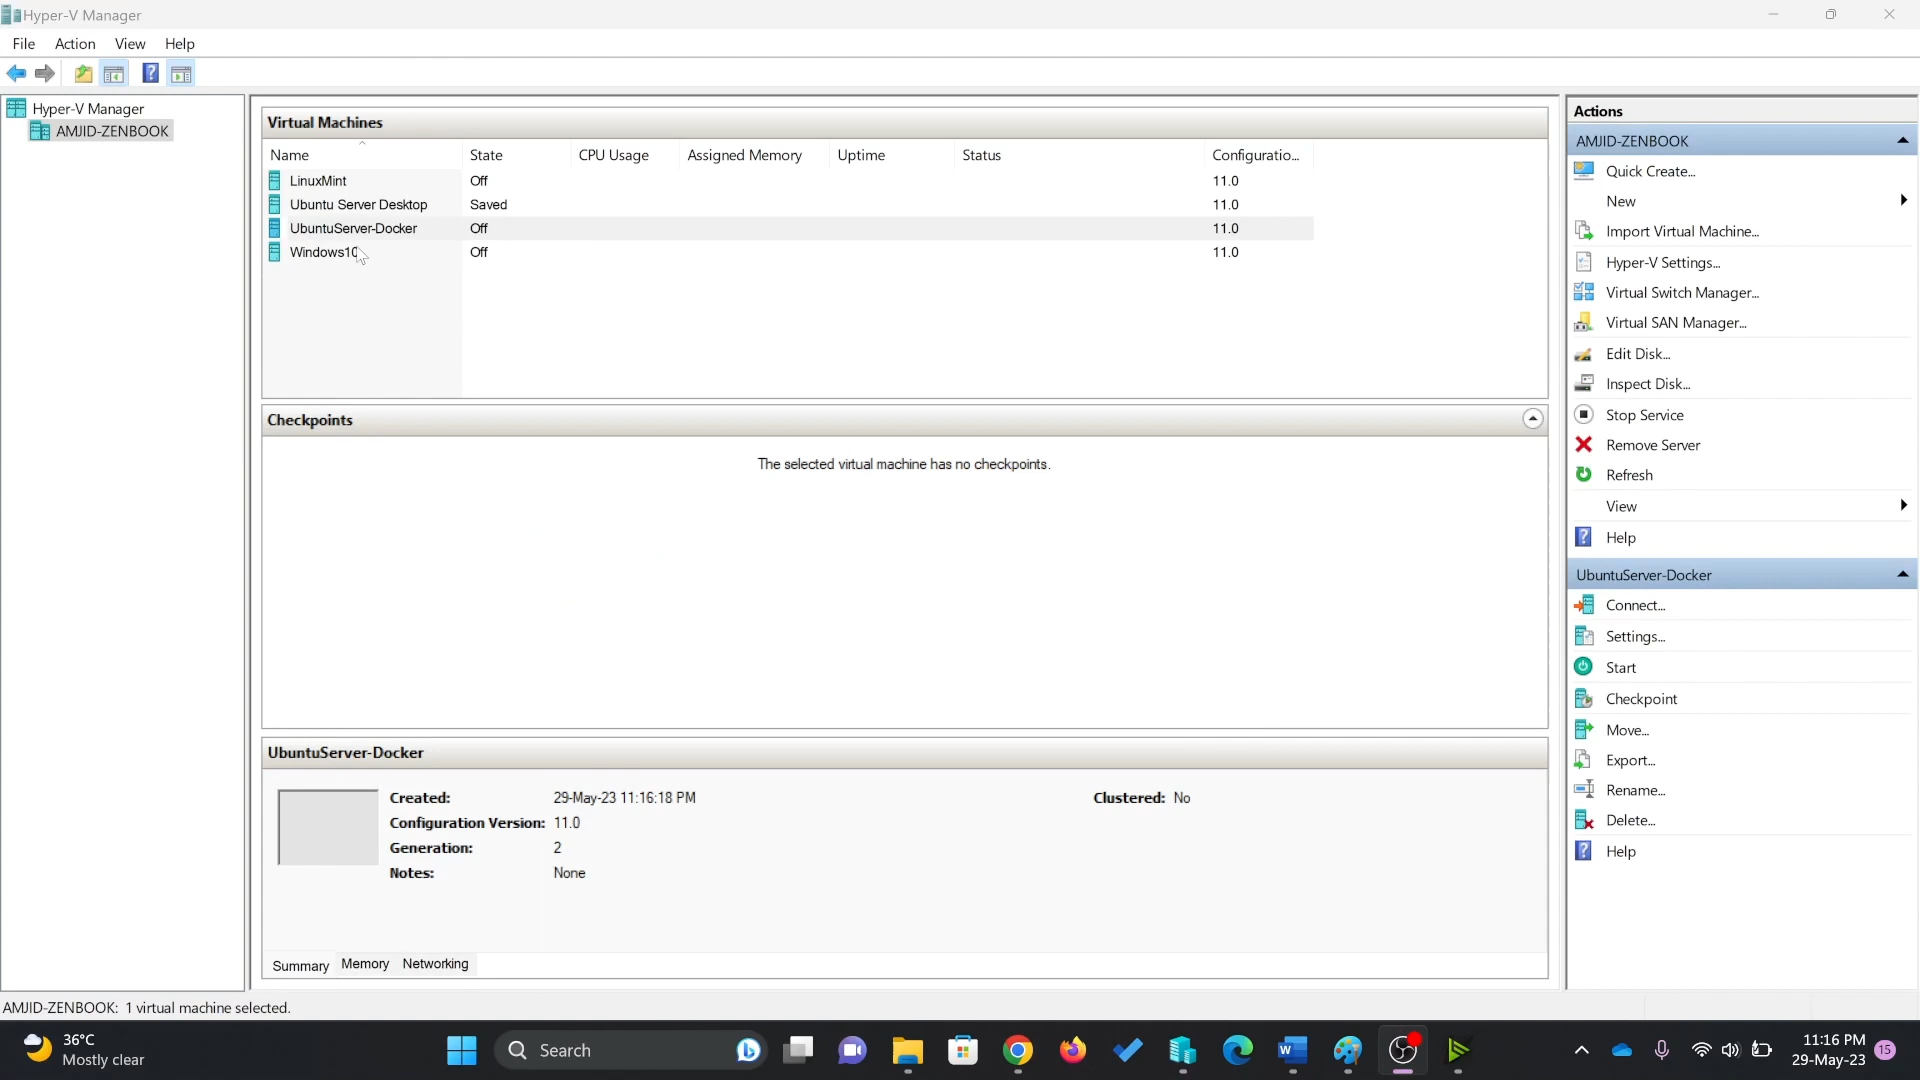 Hyper-V Manager
File Action View Help
Hyper-V Manager
AMJID-ZENBOOK
Virtual Machines
Name State CPU Usage Assigned Memory Uptime Status Configuratio...
LinuxMint Off 11.0
Ubuntu Server Desktop Saved 11.0
UbuntuServer-Docker Off 11.0
Windows10 Off 11.0
Checkpoints
The selected virtual machine has no checkpoints.
UbuntuServer-Docker
Created: 29-May-23 11:16:18 PM Clustered: No
Configuration Version: 11.0
Generation: 2
Notes: None
Summary Memory Networking
Actions
AMJID-ZENBOOK
Quick Create...
New
Import Virtual Machine...
Hyper-V Settings...
Virtual Switch Manager...
Virtual SAN Manager...
Edit Disk...
Inspect Disk...
Stop Service
Remove Server
Refresh
View
Help
UbuntuServer-Docker
Connect...
Settings...
Start
Checkpoint
Move...
Export...
Rename...
Delete...
Help
AMJID-ZENBOOK: 1 virtual machine selected.
36°C
Mostly clear
Search
11:16 PM
29-May-23
15